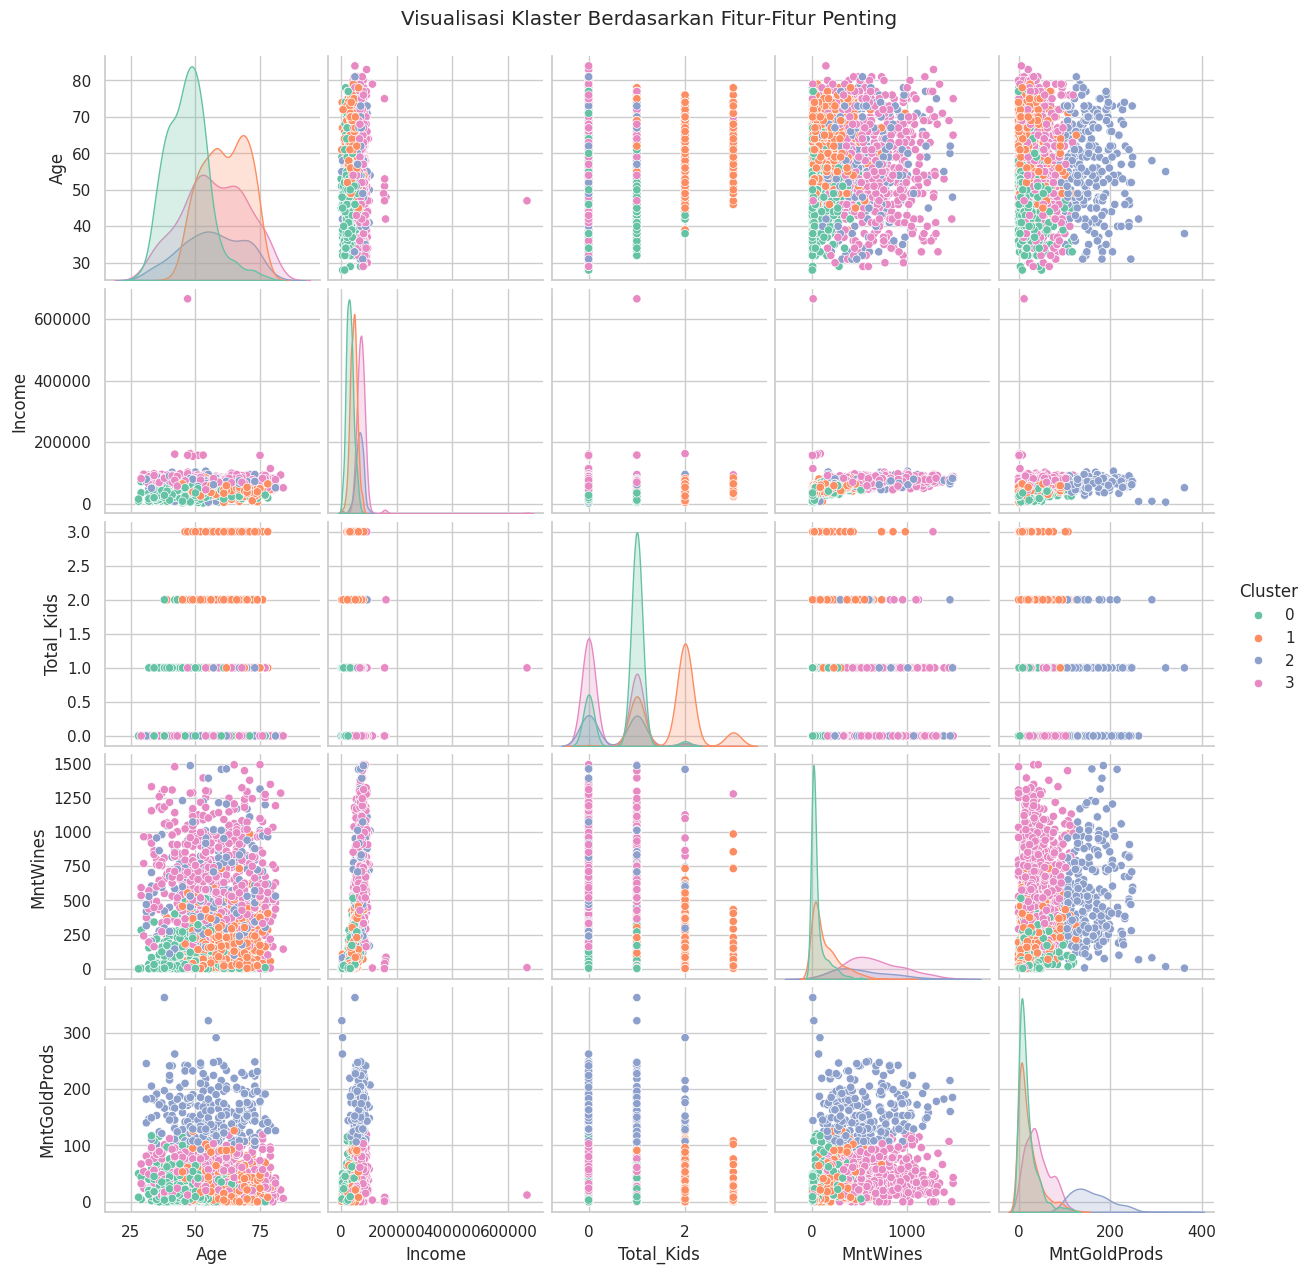 Visualisasi Klaster Berdasarkan Fitur-Fitur Penting
80
70
60
50
40
30
Age
600000
400000
200000
0
Income
3.0
2.5
2.0
1.5
1.0
0.5
0.0
Total_Kids
1500
1250
1000
750
500
250
0
MntWines
300
200
100
0
MntGoldProds
25 50 75
Age
0 200000 400000 600000
Income
0 2
Total_Kids
0 1000
MntWines
0 200 400
MntGoldProds
Cluster
0
1
2
3